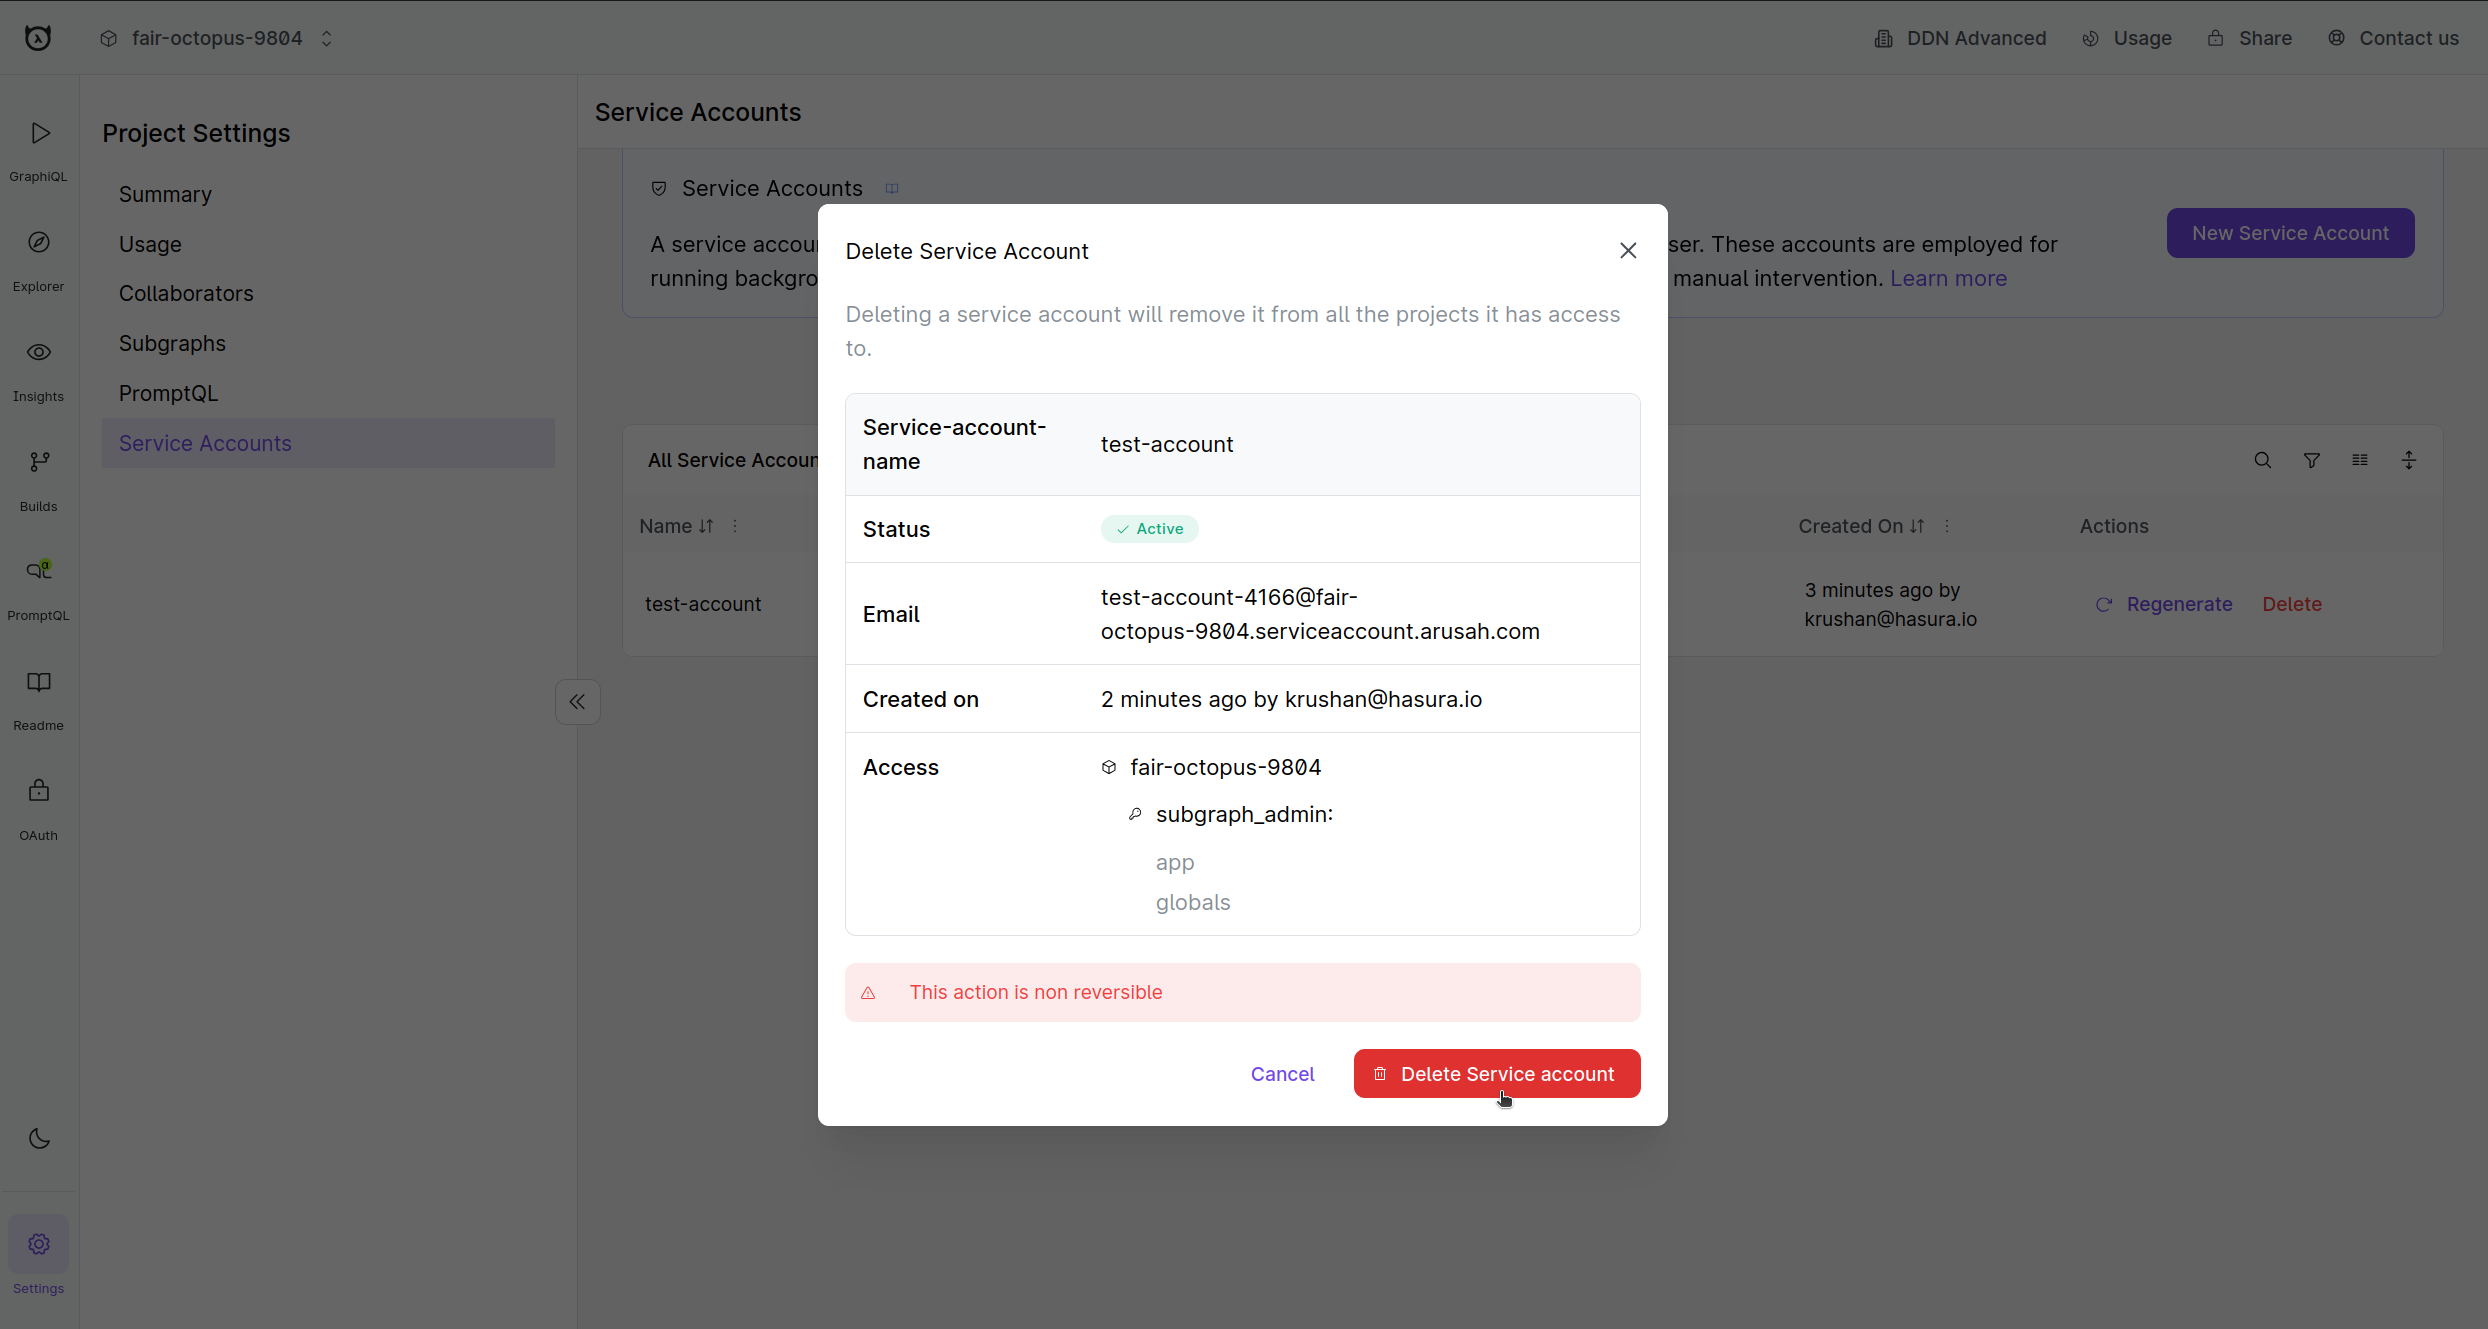 fair-octopus-9804
DDN Advanced
Usage
Share
Contact us
GraphiQL
Explorer
Insights
Builds
α
PromptQL
Readme
OAuth
Settings
Project Settings
Summary
Usage
Collaborators
Subgraphs
PromptQL
Service Accounts
Service Accounts
Service Accounts
A service accou
ser. These accounts are employed for
running backgro
manual intervention. Learn more
New Service Account
All Service Accoun
Name
Created On
Actions
test-account
3 minutes ago by
krushan@hasura.io
Regenerate
Delete
Delete Service Account
Deleting a service account will remove it from all the projects it has access
to.
Service-account-
name
test-account
Status
Active
Email
test-account-4166@fair-
octopus-9804.serviceaccount.arusah.com
Created on
2 minutes ago by krushan@hasura.io
Access
fair-octopus-9804
subgraph_admin:
app
globals
This action is non reversible
Cancel
Delete Service account